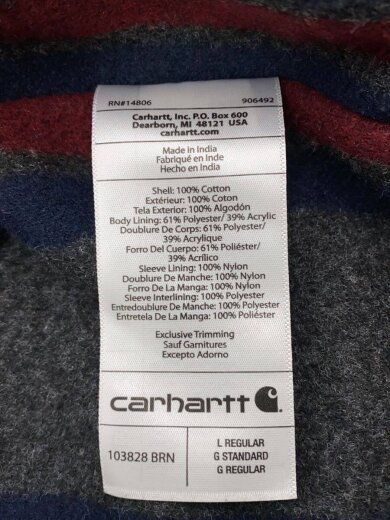 RN#14806 906492
Carhartt, Inc. P.O. Box 600
Dearborn, MI 48121 USA
carhartt.com
Made in India
Fabriqué en Inde
Hecho en India
Shell: 100% Cotton
Extérieur: 100% Coton
Tela Exterior: 100% Algodón
Body Lining: 61% Polyester/ 39% Acrylic
Doublure De Corps: 61% Polyester/
39% Acrylique
Forro Del Cuerpo: 61% Poliéster/
39% Acrílico
Sleeve Lining: 100% Nylon
Doublure De Manche: 100% Nylon
Forro De La Manga: 100% Nylon
Sleeve Interlining: 100% Polyester
Entredoublure De Manche: 100% Polyester
Entretela De La Manga: 100% Poliéster
Exclusive Trimming
Sauf Garnitures
Excepto Adorno
carhartt
103828 BRN
L REGULAR
G STANDARD
G REGULAR